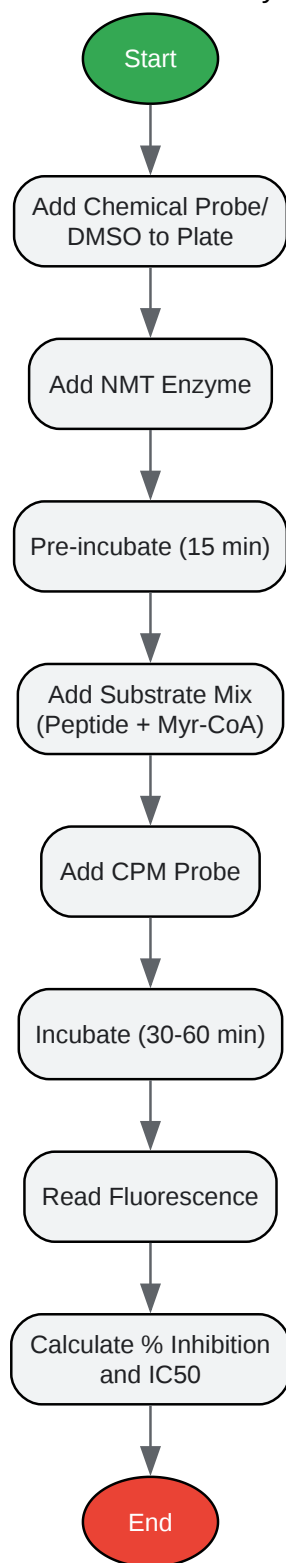 Start
Add Chemical Probe/
DMSO to Plate
Add NMT Enzyme
Pre-incubate (15 min)
Add Substrate Mix
(Peptide + Myr-CoA)
Add CPM Probe
Incubate (30-60 min)
Read Fluorescence
Calculate % Inhibition
and IC50
End